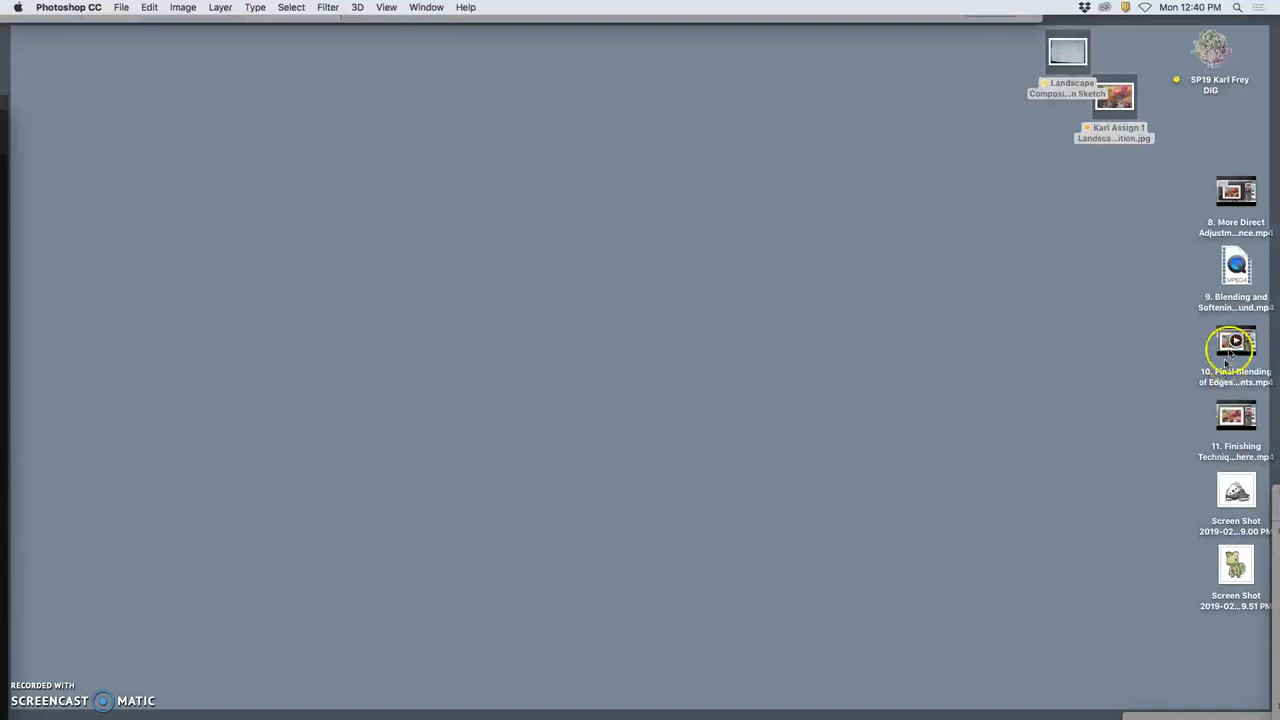 Photoshop CC File Edit Image Layer Type Select Filter 3D View Window Help Mon 12:40 PM
Landscape
Composi...n Sketch
Karl Assign 1
Landsca...ition.jpg
SP19 Karl Frey
DIG
8. More Direct
Adjustm...nce.mp4
MPEG4
9. Blending and
Softenin...und.mp4
10. Final Blending
of Edges...nts.mp4
11. Finishing
Techniq...here.mp4
Screen Shot
2019-02...9.00 PM
Screen Shot
2019-02...9.51 PM
RECORDED WITH
SCREENCAST MATIC